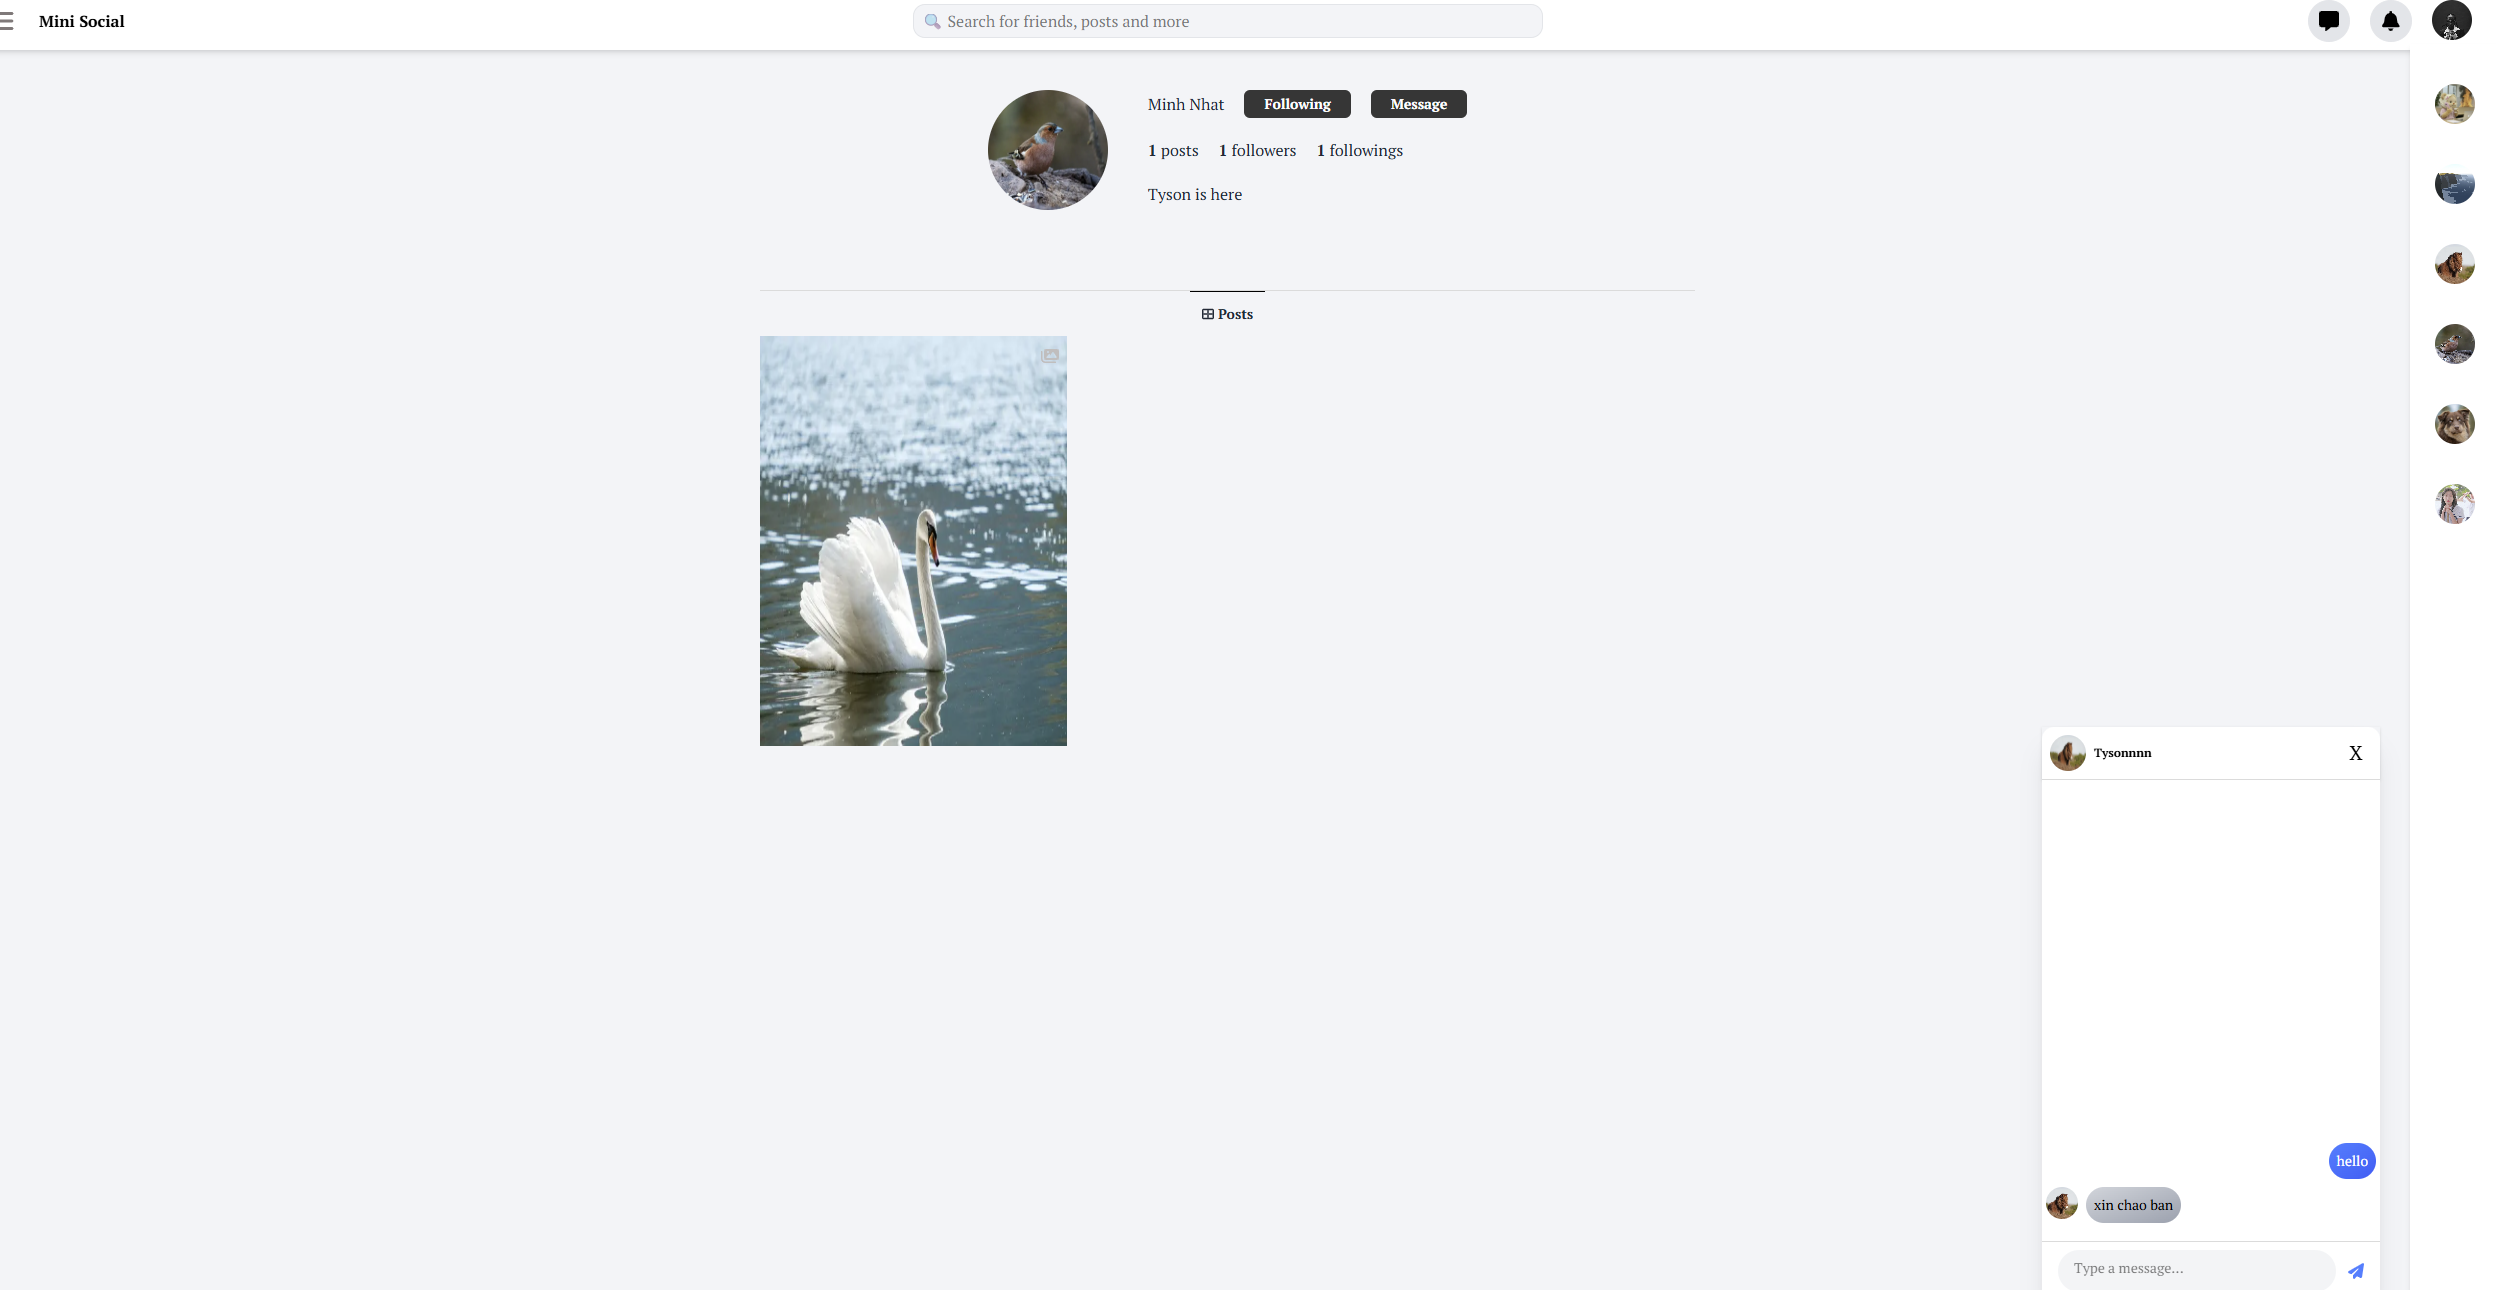 Mini Social
Search for friends, posts and more
Minh Nhat Following Message
1 posts 1 followers 1 followings
Tyson is here
Posts
Tysonnnn X
hello
xin chao ban
Type a message...